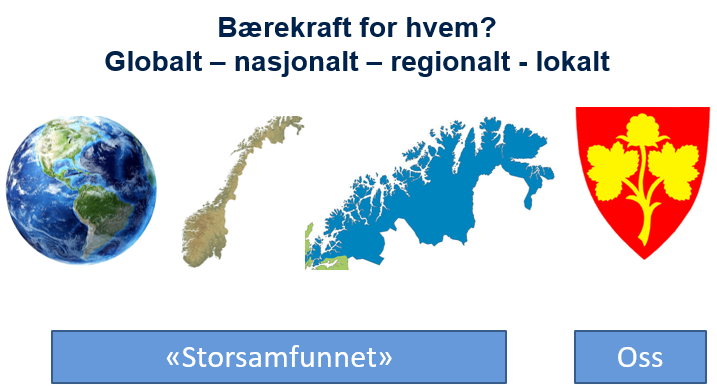 Bærekraft for hvem?
Globalt – nasjonalt – regionalt - lokalt
«Storsamfunnet»
Oss